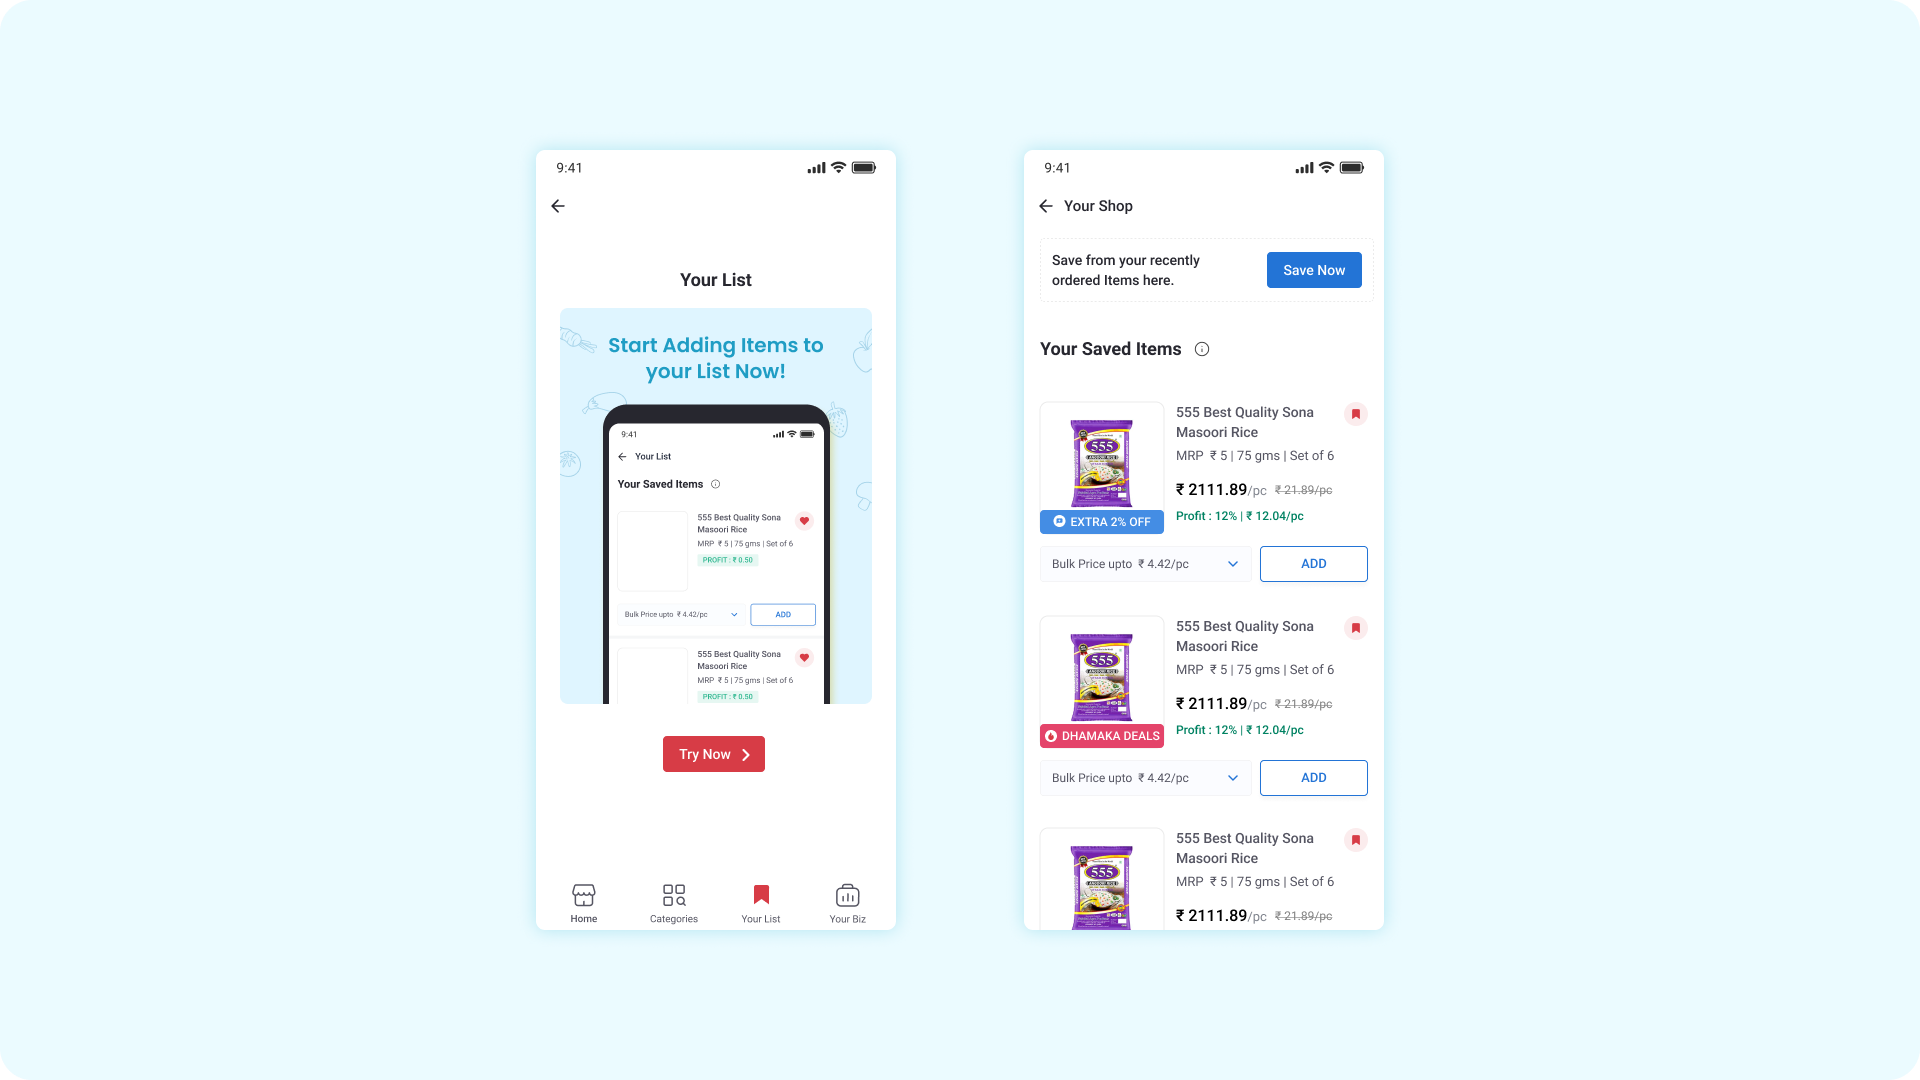 9:41
Your List
Start Adding Items to
your List Now!
9:41
Your List
Your Saved Items
555 Best Quality Sona
Masoori Rice
MRP ₹ 5 | 75 gms | Set of 6
PROFIT : ₹ 0.50
Bulk Price upto ₹ 4.42/pc
ADD
555 Best Quality Sona
Masoori Rice
MRP ₹ 5 | 75 gms | Set of 6
PROFIT : ₹ 0.50
Try Now
Home
Categories
Your List
Your Biz
9:41
Your Shop
Save from your recently
ordered Items here.
Save Now
Your Saved Items
555
555 Best Quality Sona
Masoori Rice
MRP ₹ 5 | 75 gms | Set of 6
₹ 2111.89/pc ₹ 21.89/pc
EXTRA 2% OFF
Profit : 12% | ₹ 12.04/pc
Bulk Price upto ₹ 4.42/pc
ADD
555
555 Best Quality Sona
Masoori Rice
MRP ₹ 5 | 75 gms | Set of 6
₹ 2111.89/pc ₹ 21.89/pc
DHAMAKA DEALS
Profit : 12% | ₹ 12.04/pc
Bulk Price upto ₹ 4.42/pc
ADD
555
555 Best Quality Sona
Masoori Rice
MRP ₹ 5 | 75 gms | Set of 6
₹ 2111.89/pc ₹ 21.89/pc